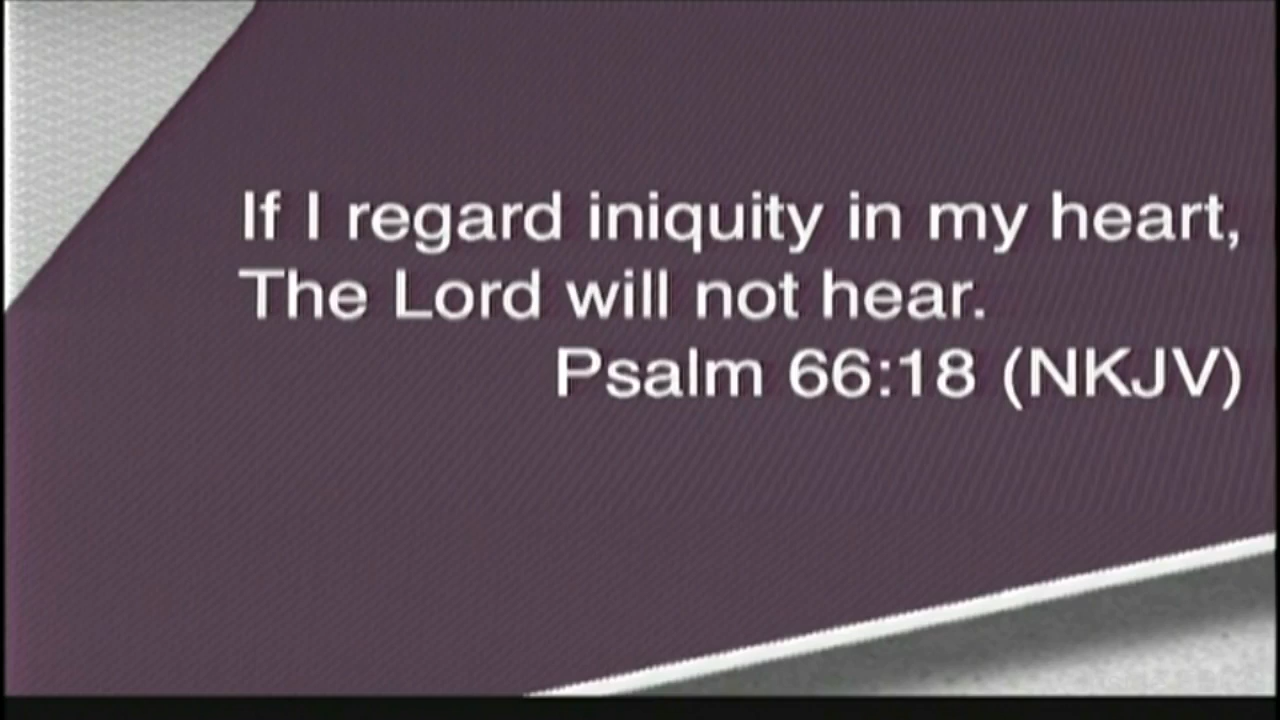 If I regard iniquity in my heart,
The Lord will not hear.
Psalm 66:18 (NKJV)